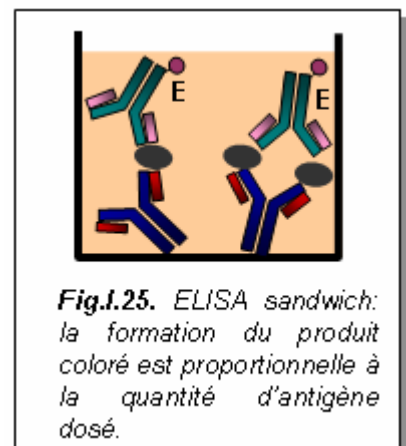 E
E
Fig.I.25. ELISA sandwich:
la formation du produit
coloré est proportionnelle à
la quantité d'antigène
dosé.